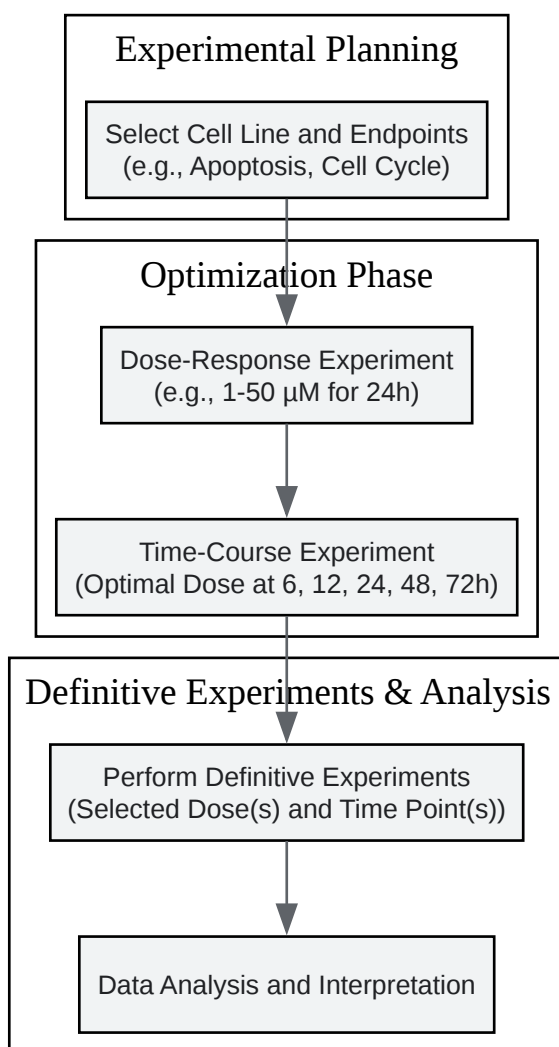 Experimental Planning
Select Cell Line and Endpoints
(e.g., Apoptosis, Cell Cycle)
Optimization Phase
Dose-Response Experiment
(e.g., 1-50 µM for 24h)
Time-Course Experiment
(Optimal Dose at 6, 12, 24, 48, 72h)
Definitive Experiments & Analysis
Perform Definitive Experiments
(Selected Dose(s) and Time Point(s))
Data Analysis and Interpretation